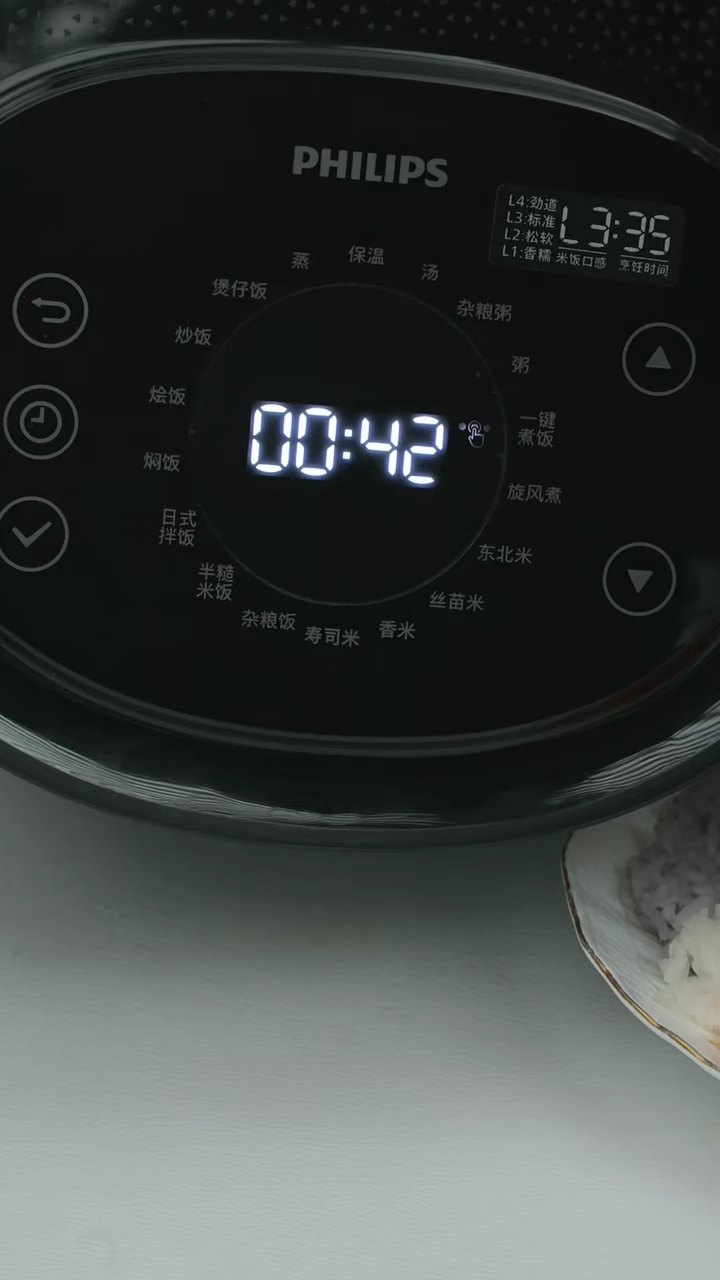 PHILIPS
L4:劲道
L3:标准
L2:松软
L1:香糯
L3:35
米饭口感
烹饪时间
蒸
保温
汤
煲仔饭
杂粮粥
炒饭
粥
烩饭
一键
煮饭
00:42
焖饭
旋风煮
日式
拌饭
东北米
半糙
米饭
丝苗米
杂粮饭
寿司米
香米